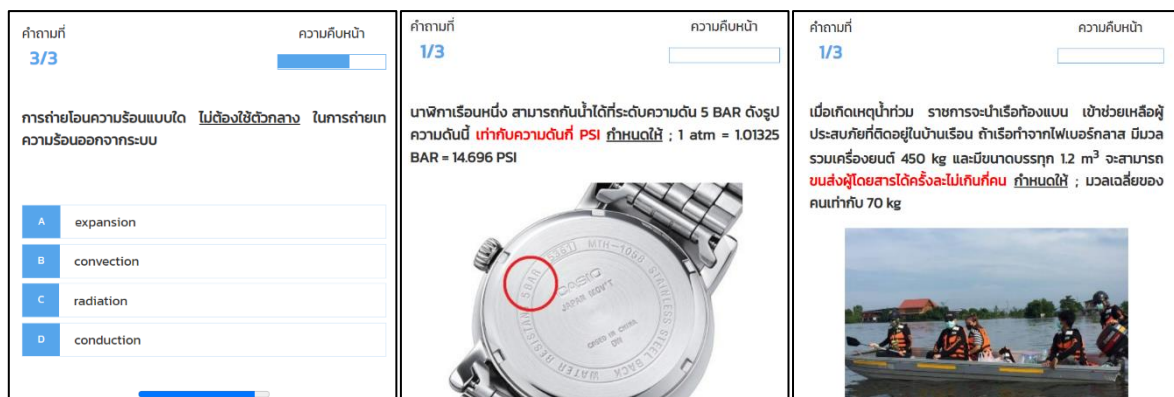 คำถามที่
ความคืบหน้า
3/3
การถ่ายโอนความร้อนแบบใด ไม่ต้องใช้ตัวกลาง ในการถ่ายเท
ความร้อนออกจากระบบ
A expansion
B convection
C radiation
D conduction
คำถามที่
ความคืบหน้า
1/3
นาฬิกาเรือนหนึ่ง สามารถกันน้ำได้ที่ระดับความดัน 5 BAR ดังรูป
ความดันนี้ เท่ากับความดันกี่ PSI กำหนดให้ ; 1 atm = 1.01325
BAR = 14.696 PSI
CASIO
JAPAN MOV'T
CASED IN CHINA
STAINLESS STEEL BACK
5BAR
คำถามที่
ความคืบหน้า
1/3
เมื่อเกิดเหตุน้ำท่วม ราชการจะนำเรือท้องแบน เข้าช่วยเหลือผู้
ประสบภัยที่ติดอยู่ในบ้านเรือน ถ้าเรือทำจากไฟเบอร์กลาส มีมวล
รวมเครื่องยนต์ 450 kg และมีขนาดบรรทุก 1.2 m³ จะสามารถ
ขนส่งผู้โดยสารได้ครั้งละไม่เกินกี่คน กำหนดให้ ; มวลเฉลี่ยของ
คนเท่ากับ 70 kg